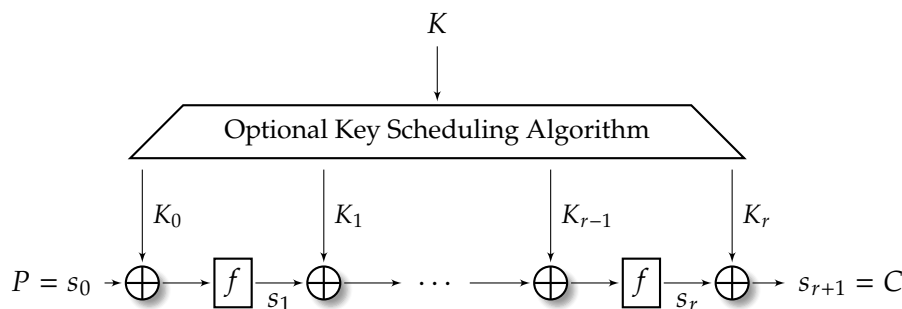 K
Optional Key Scheduling Algorithm
K₀ K₁ Kᵣ₋₁ Kᵣ
P = s₀ f s₁ ··· f sᵣ sᵣ₊₁ = C